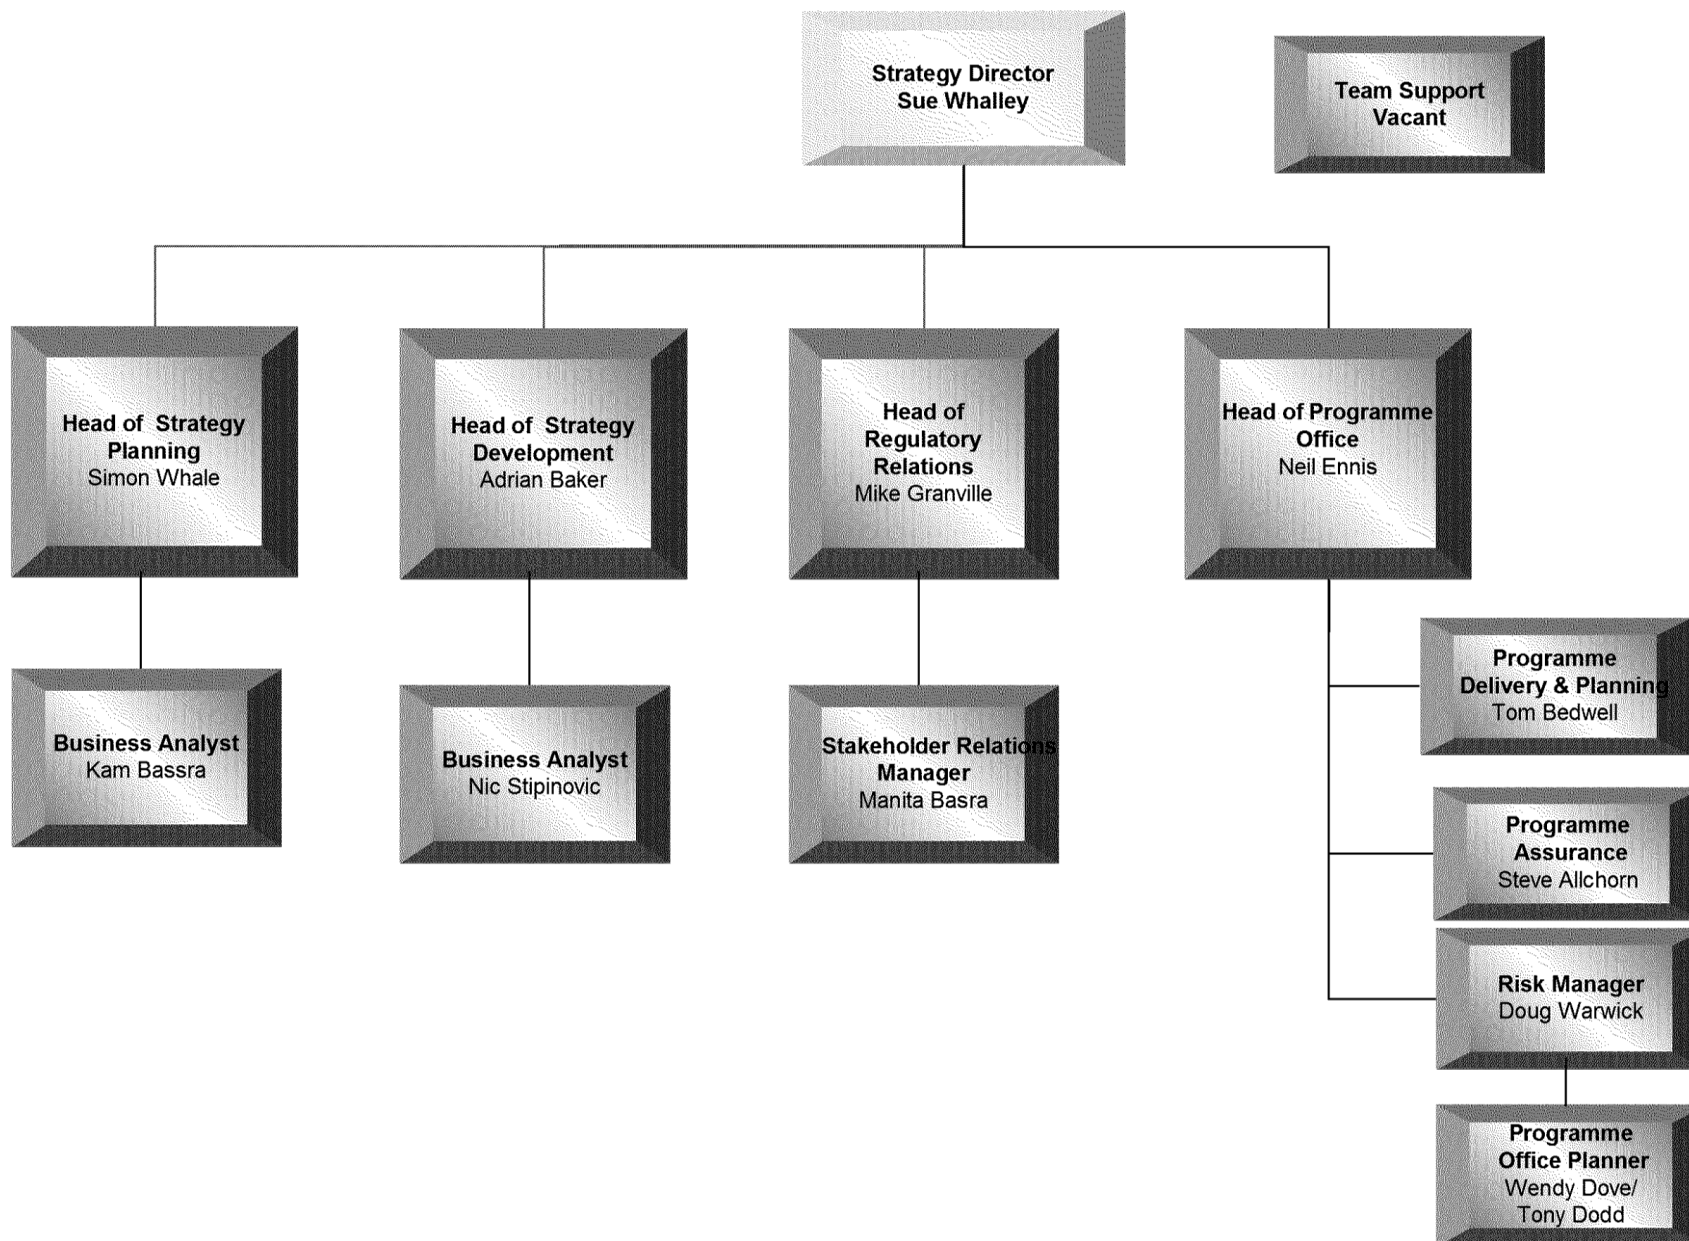 Strategy Director
Sue Whalley
Team Support
Vacant
Head of  Strategy
Planning
Simon Whale
Head of  Strategy
Development
Adrian Baker
Head of
Regulatory
Relations
Mike Granville
Head of Programme
Office
Neil Ennis
Business Analyst
Kam Bassra
Business Analyst
Nic Stipinovic
Stakeholder Relations
Manager
Manita Basra
Programme
Delivery & Planning
Tom Bedwell
Programme
Assurance
Steve Allchorn
Risk Manager
Doug Warwick
Programme
Office Planner
Wendy Dove/
Tony Dodd